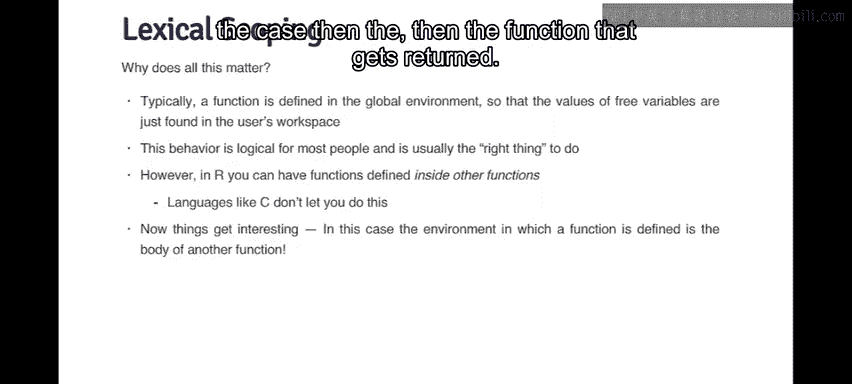 Lexical Scoping
the case then the, then the function that
gets returned.
Why does all this matter?
· Typically, a function is defined in the global environment, so that the values of free variables are
just found in the user's workspace
· This behavior is logical for most people and is usually the "right thing" to do
· However, in R you can have functions defined inside other functions
- Languages like C don't let you do this
· Now things get interesting — In this case the environment in which a function is defined is the
body of another function!